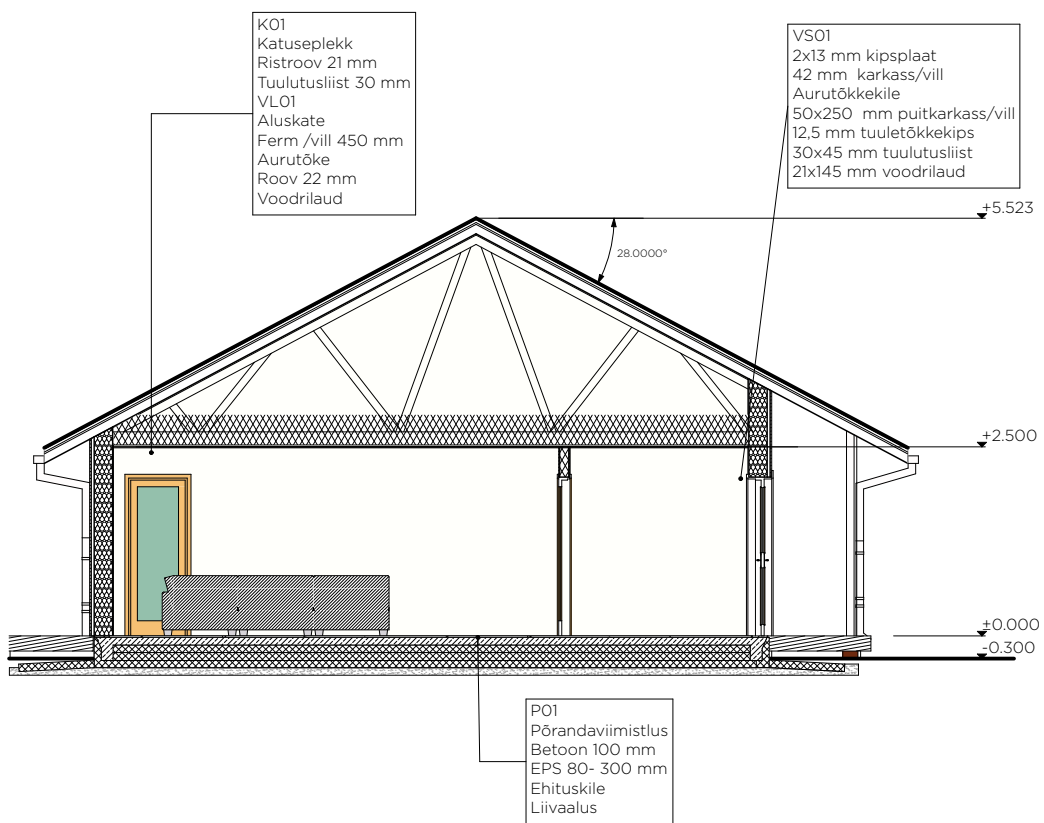 K01
Katuseplekk
Ristroov 21 mm
Tuulutusliist 30 mm
VL01
Aluskate
Ferm /vill 450 mm
Aurutõke
Roov 22 mm
Voodrilaud
VS01
2x13 mm kipsplaat
42 mm karkass/vill
Aurutõkkekile
50x250 mm puitkarkass/vill
12,5 mm tuuletõkkekips
30x45 mm tuulutusliist
21x145 mm voodrilaud
+5.523
28.0000°
+2.500
±0.000
-0.300
P01
Põrandaviimistlus
Betoon 100 mm
EPS 80- 300 mm
Ehituskile
Liivaalus